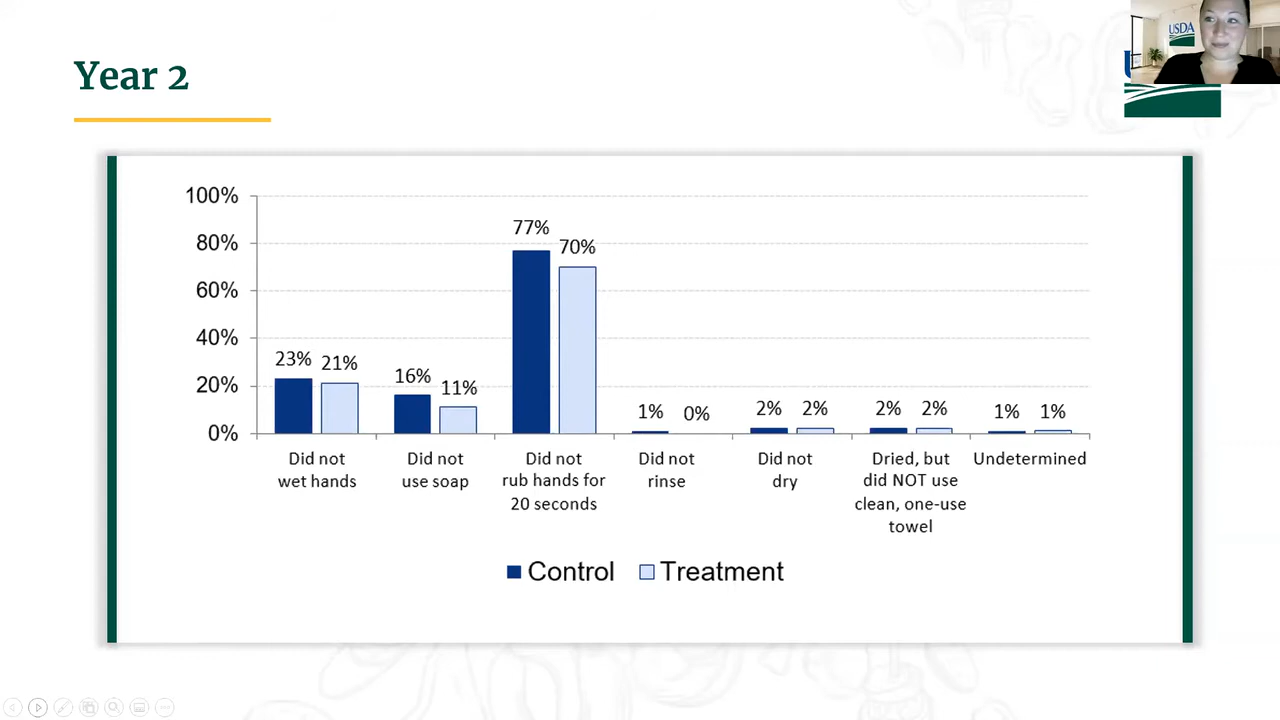 USDA
Year 2
100%
80%
60%
40%
20%
0%
23%
21%
16%
11%
77%
70%
1%
0%
2%
2%
2%
2%
1%
1%
Did not
wet hands
Did not
use soap
Did not
rub hands for
20 seconds
Did not
rinse
Did not
dry
Dried, but
did NOT use
clean, one-use
towel
Undetermined
Control
Treatment